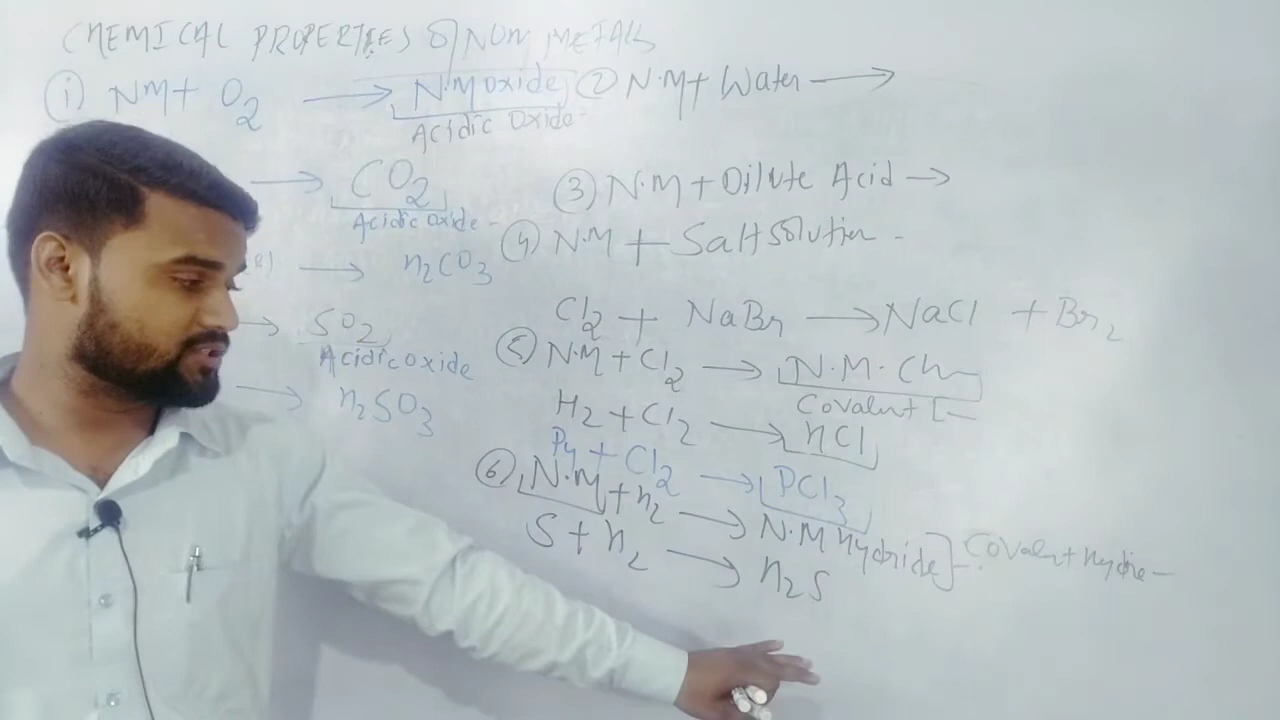 CHEMICAL PROPERTIES Of NON METALS
(i) NM + O2 → N.M oxide
Acidic Oxide
→ CO2
Acidic Oxide
→ H2CO3
→ SO2
Acidic Oxide
→ H2SO3
(2) N.M + Water →
(3) N.M + Dilute Acid →
(4) N.M + Salt solution
Cl2 + NaBr → NaCl + Br2
(5) N.M + Cl2 → N.M.
Covalent
H2 + Cl2 → HCl
P4 + Cl2 → PCl3
(6) N.M + H2 → N.M Hydride Covalent
S + H2 → H2S